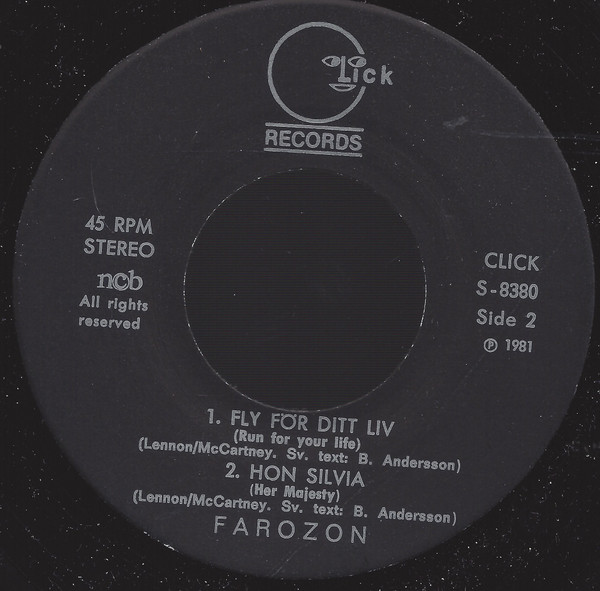 Click
RECORDS
45 RPM
STEREO
ncb
All rights
reserved
CLICK
S-8380
Side 2
Ⓟ 1981
1. FLY FÖR DITT LIV
(Run for your life)
(Lennon/McCartney. Sv. text: B. Andersson)
2. HON SILVIA
(Her Majesty)
(Lennon/McCartney. Sv. text: B. Andersson)
FAROZON